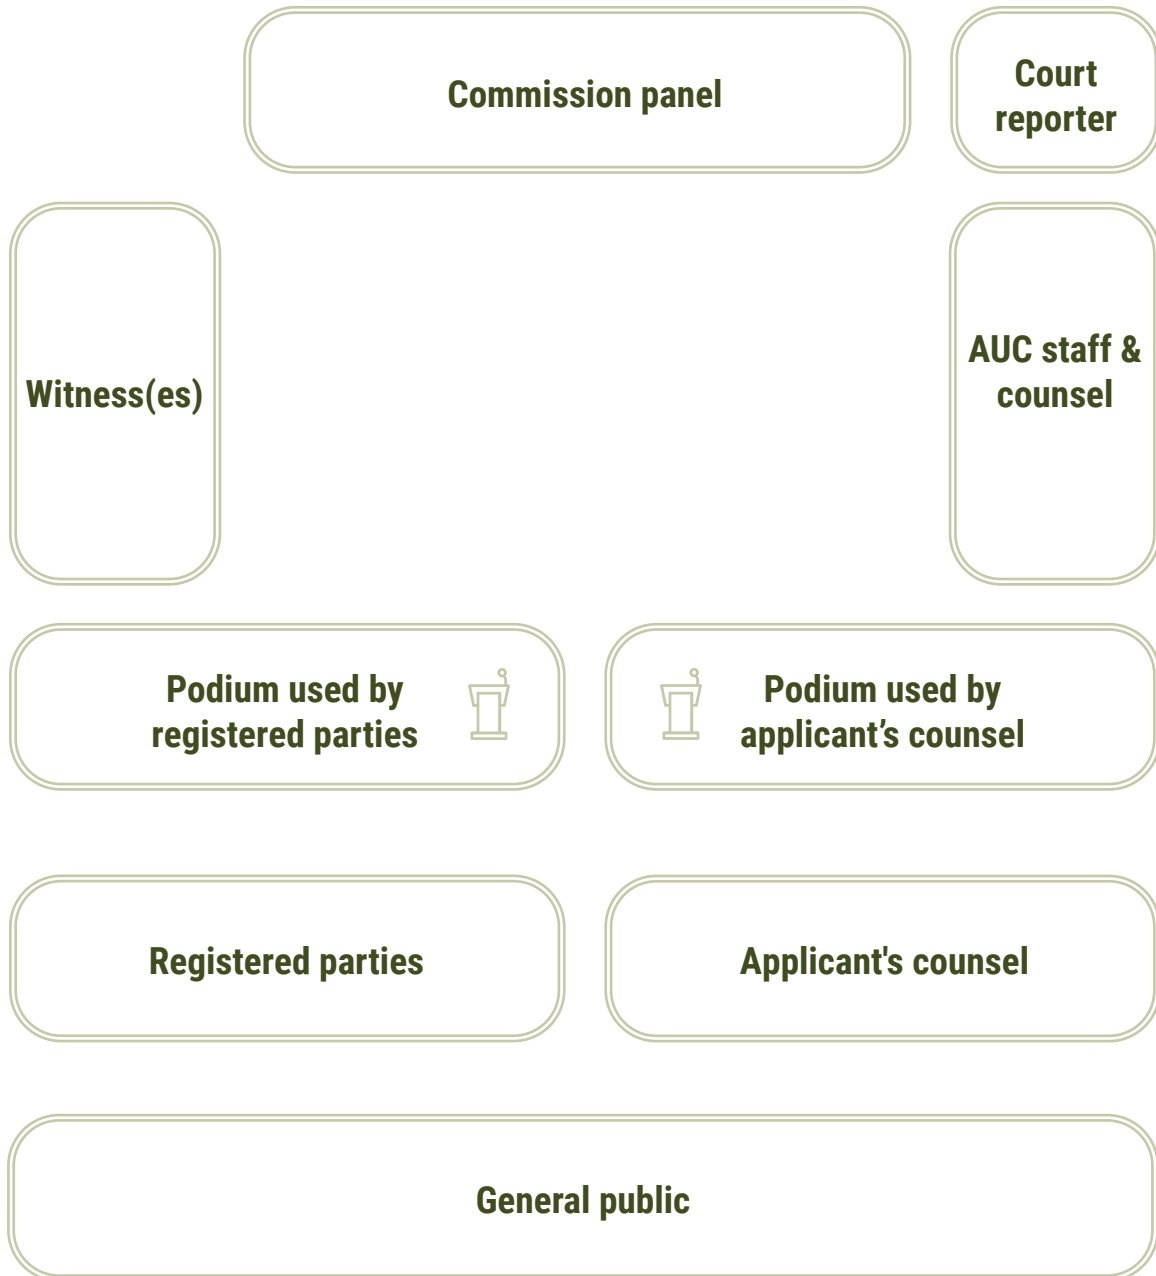 Commission panel
Court
reporter
Witness(es)
AUC staff &
counsel
Podium used by
registered parties
Podium used by
applicant’s counsel
Registered parties
Applicant's counsel
General public